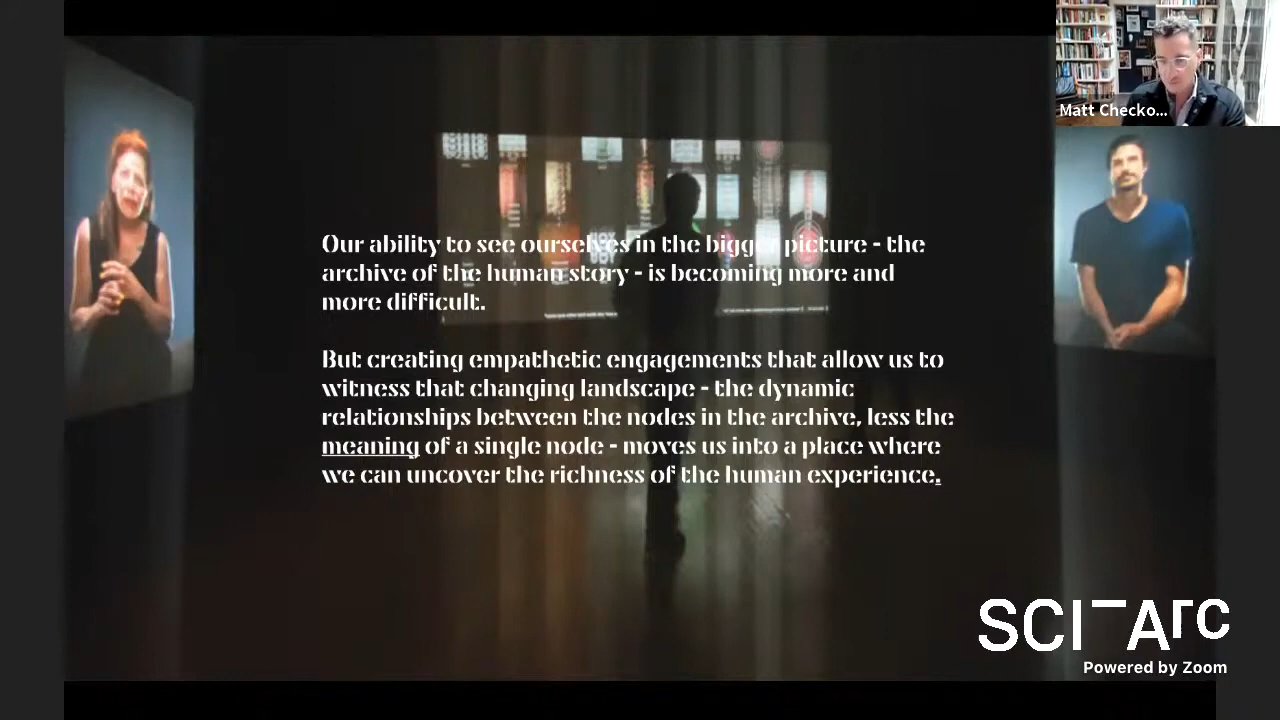 Matt Checko...
Our ability to see ourselves in the bigger picture - the
archive of the human story - is becoming more and
more difficult.
But creating empathetic engagements that allow us to
witness that changing landscape - the dynamic
relationships between the nodes in the archive, less the
meaning of a single node - moves us into a place where
we can uncover the richness of the human experience.
SCI-Arc
Powered by Zoom